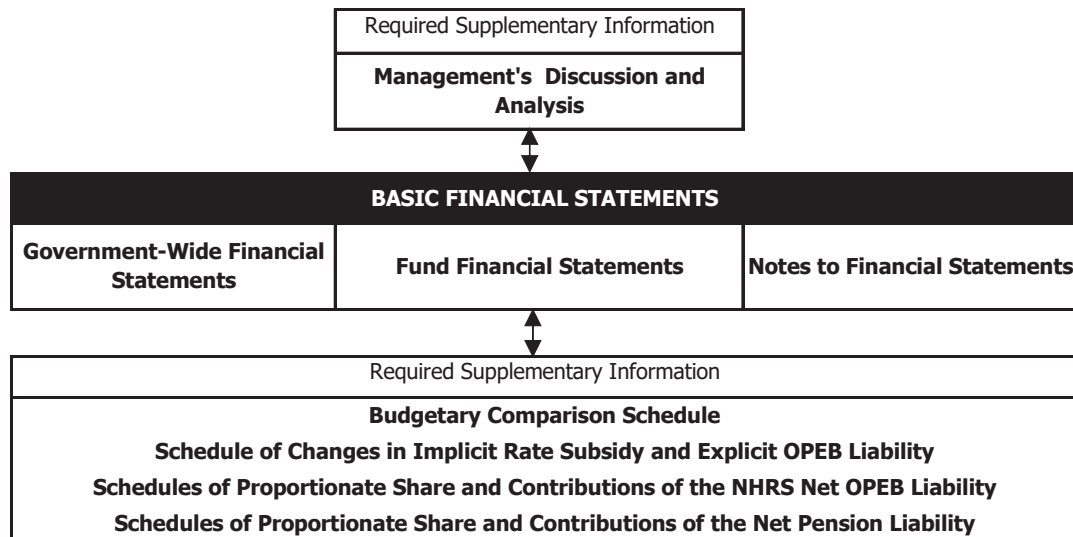 Required Supplementary Information
Management's Discussion and
Analysis
BASIC FINANCIAL STATEMENTS
Government-Wide Financial
Statements
Fund Financial Statements
Notes to Financial Statements
Required Supplementary Information
Budgetary Comparison Schedule
Schedule of Changes in Implicit Rate Subsidy and Explicit OPEB Liability
Schedules of Proportionate Share and Contributions of the NHRS Net OPEB Liability
Schedules of Proportionate Share and Contributions of the Net Pension Liability